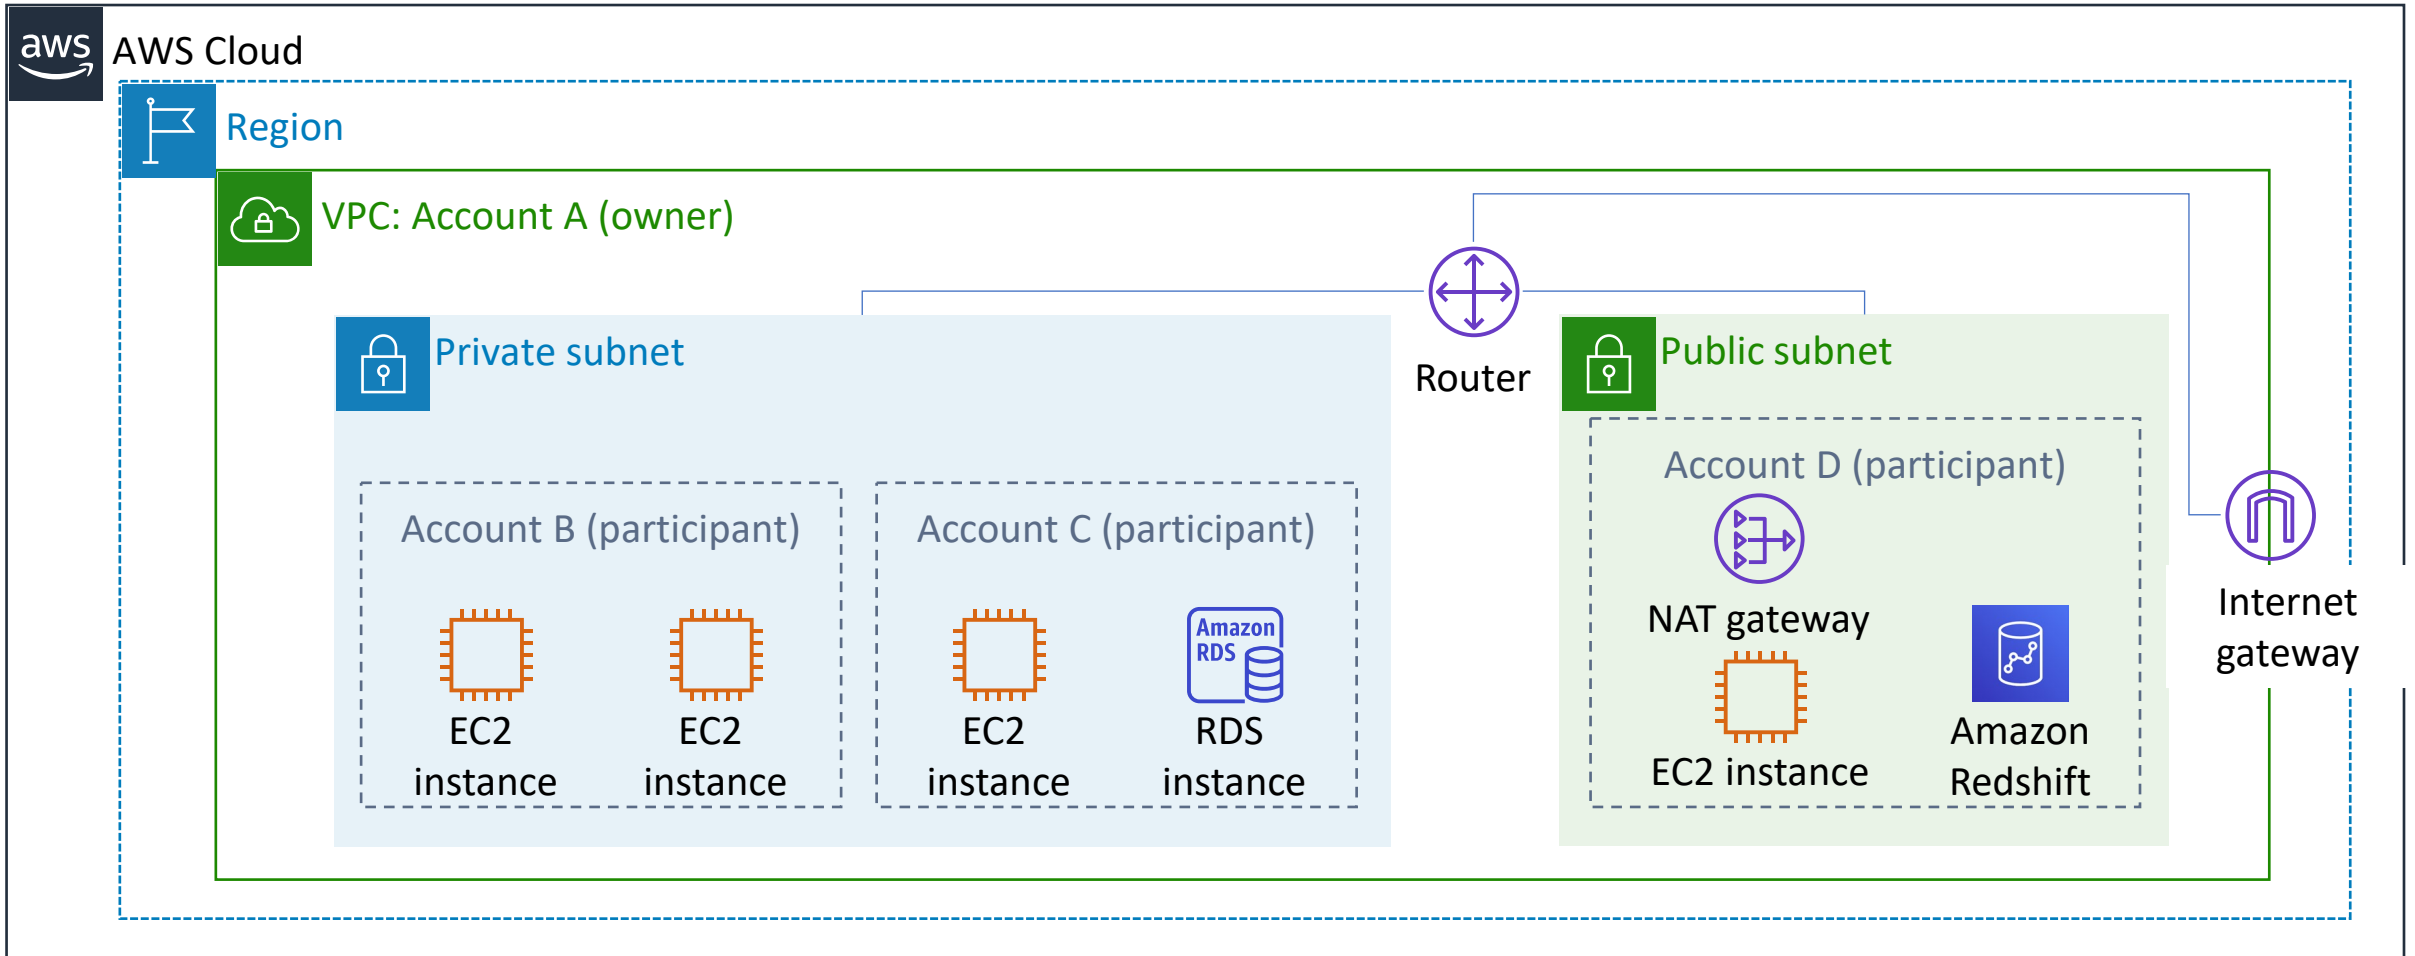 aws
AWS Cloud
Region
VPC: Account A (owner)
Router
Private subnet
Account B (participant)
EC2
instance
EC2
instance
Account C (participant)
EC2
instance
Amazon
RDS
RDS
instance
Public subnet
Account D (participant)
NAT gateway
EC2 instance
Amazon
Redshift
Internet
gateway